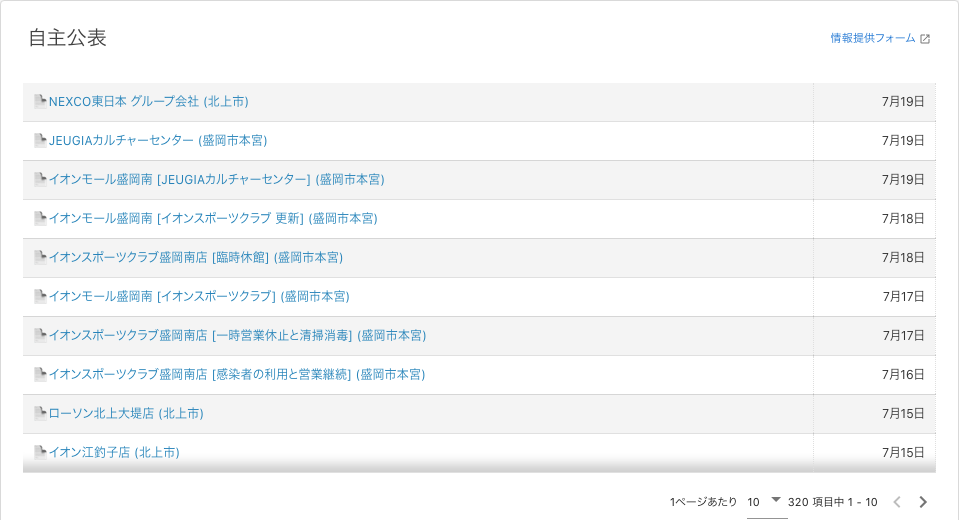 自主公表
情報提供フォーム
NEXCO東日本 グループ会社 (北上市) 7月19日
JEUGIAカルチャーセンター (盛岡市本宮) 7月19日
イオンモール盛岡南 [JEUGIAカルチャーセンター] (盛岡市本宮) 7月19日
イオンモール盛岡南 [イオンスポーツクラブ 更新] (盛岡市本宮) 7月18日
イオンスポーツクラブ盛岡南店 [臨時休館] (盛岡市本宮) 7月18日
イオンモール盛岡南 [イオンスポーツクラブ] (盛岡市本宮) 7月17日
イオンスポーツクラブ盛岡南店 [一時営業休止と清掃消毒] (盛岡市本宮) 7月17日
イオンスポーツクラブ盛岡南店 [感染者の利用と営業継続] (盛岡市本宮) 7月16日
ローソン北上大堤店 (北上市) 7月15日
イオン江釣子店 (北上市) 7月15日
1ページあたり 10 320 項目中 1 - 10